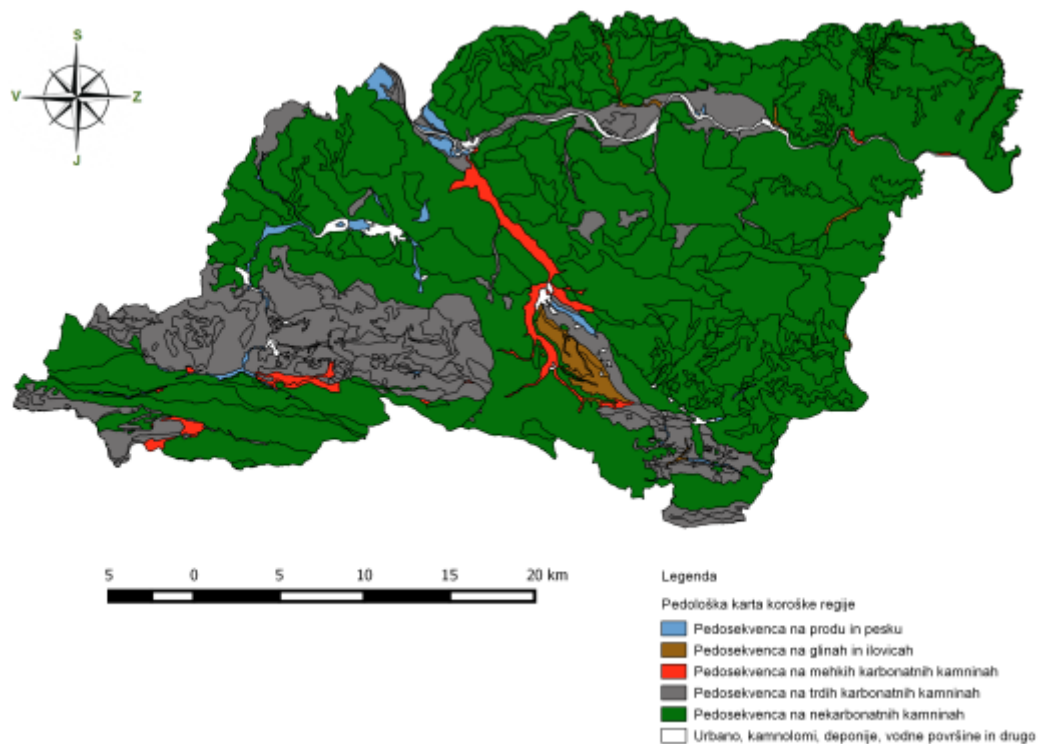 S
V
Z
J
5 0 5 10 15 20 km
Legenda
Pedološka karta koroške regije
Pedosekvenca na produ in pesku
Pedosekvenca na glinah in ilovicah
Pedosekvenca na mehkih karbonatnih kamninah
Pedosekvenca na trdih karbonatnih kamninah
Pedosekvenca na nekarbonatnih kamninah
Urbano, kamnolomi, deponije, vodne površine in drugo